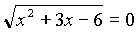 √(x² + 3x − 6) = 0